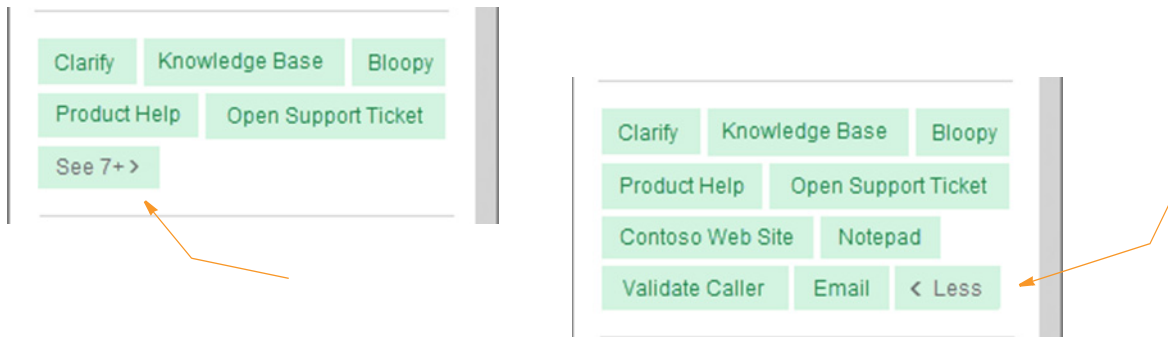 Clarify Knowledge Base Bloopy
Product Help Open Support Ticket
See 7+ >
Clarify Knowledge Base Bloopy
Product Help Open Support Ticket
Contoso Web Site Notepad
Validate Caller Email < Less